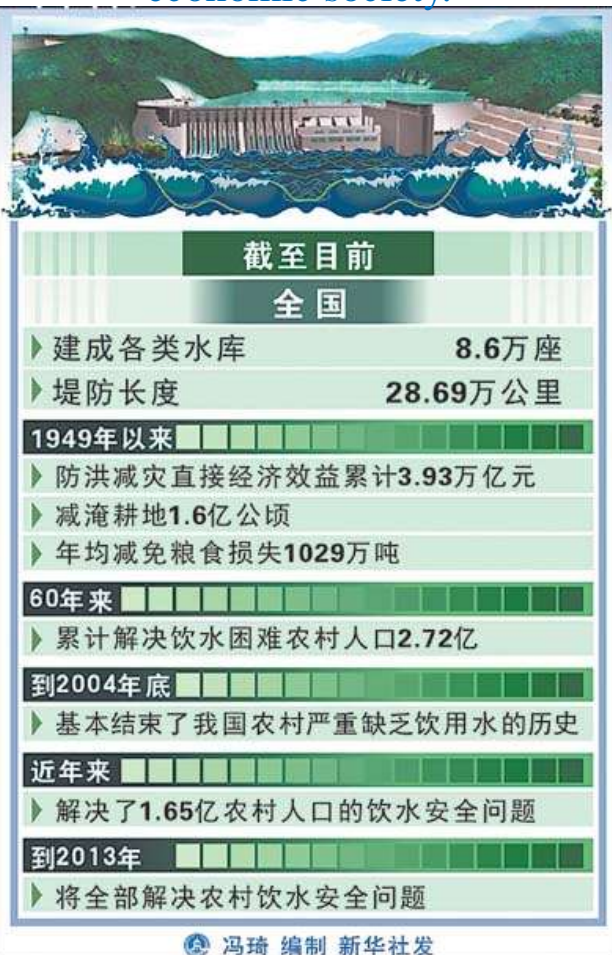 economic society.
截至目前
全国
建成各类水库 8.6万座
堤防长度 28.69万公里
1949年以来
防洪减灾直接经济效益累计3.93万亿元
减淹耕地1.6亿公顷
年均减免粮食损失1029万吨
60年来
累计解决饮水困难农村人口2.72亿
到2004年底
基本结束了我国农村严重缺乏饮用水的历史
近年来
解决了1.65亿农村人口的饮水安全问题
到2013年
将全部解决农村饮水安全问题
冯琦 编制 新华社发